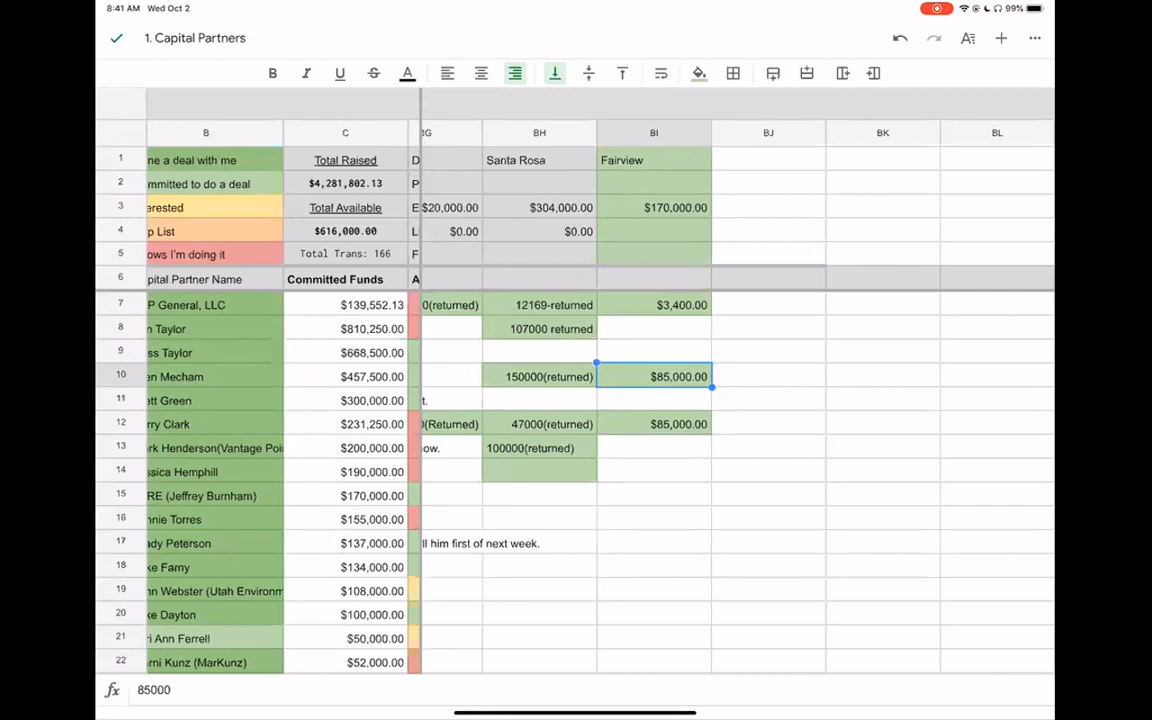 8:41 AM Wed Oct 2 99%
1. Capital Partners
B I U S A
B C BG BH BI BJ BK BL
1 ne a deal with me Total Raised D Santa Rosa Fairview
2 mmitted to do a deal $4,281,802.13 P
3 erested Total Available E $20,000.00 $304,000.00 $170,000.00
4 p List $616,000.00 L $0.00 $0.00
5 ows I'm doing it Total Trans: 166 F
6 pital Partner Name Committed Funds A
7 P General, LLC $139,552.13 0(returned) 12169-returned $3,400.00
8 n Taylor $810,250.00 107000 returned
9 ss Taylor $668,500.00
10 en Mecham $457,500.00 150000(returned) $85,000.00
11 ett Green $300,000.00 t.
12 rry Clark $231,250.00 0(Returned) 47000(returned) $85,000.00
13 rk Henderson(Vantage Poi $200,000.00 ow. 100000(returned)
14 ssica Hemphill $190,000.00
15 RE (Jeffrey Burnham) $170,000.00
16 nnie Torres $155,000.00
17 ady Peterson $137,000.00 ll him first of next week.
18 ke Famy $134,000.00
19 nn Webster (Utah Environm $108,000.00
20 ke Dayton $100,000.00
21 ri Ann Ferrell $50,000.00
22 rni Kunz (MarKunz) $52,000.00
fx 85000